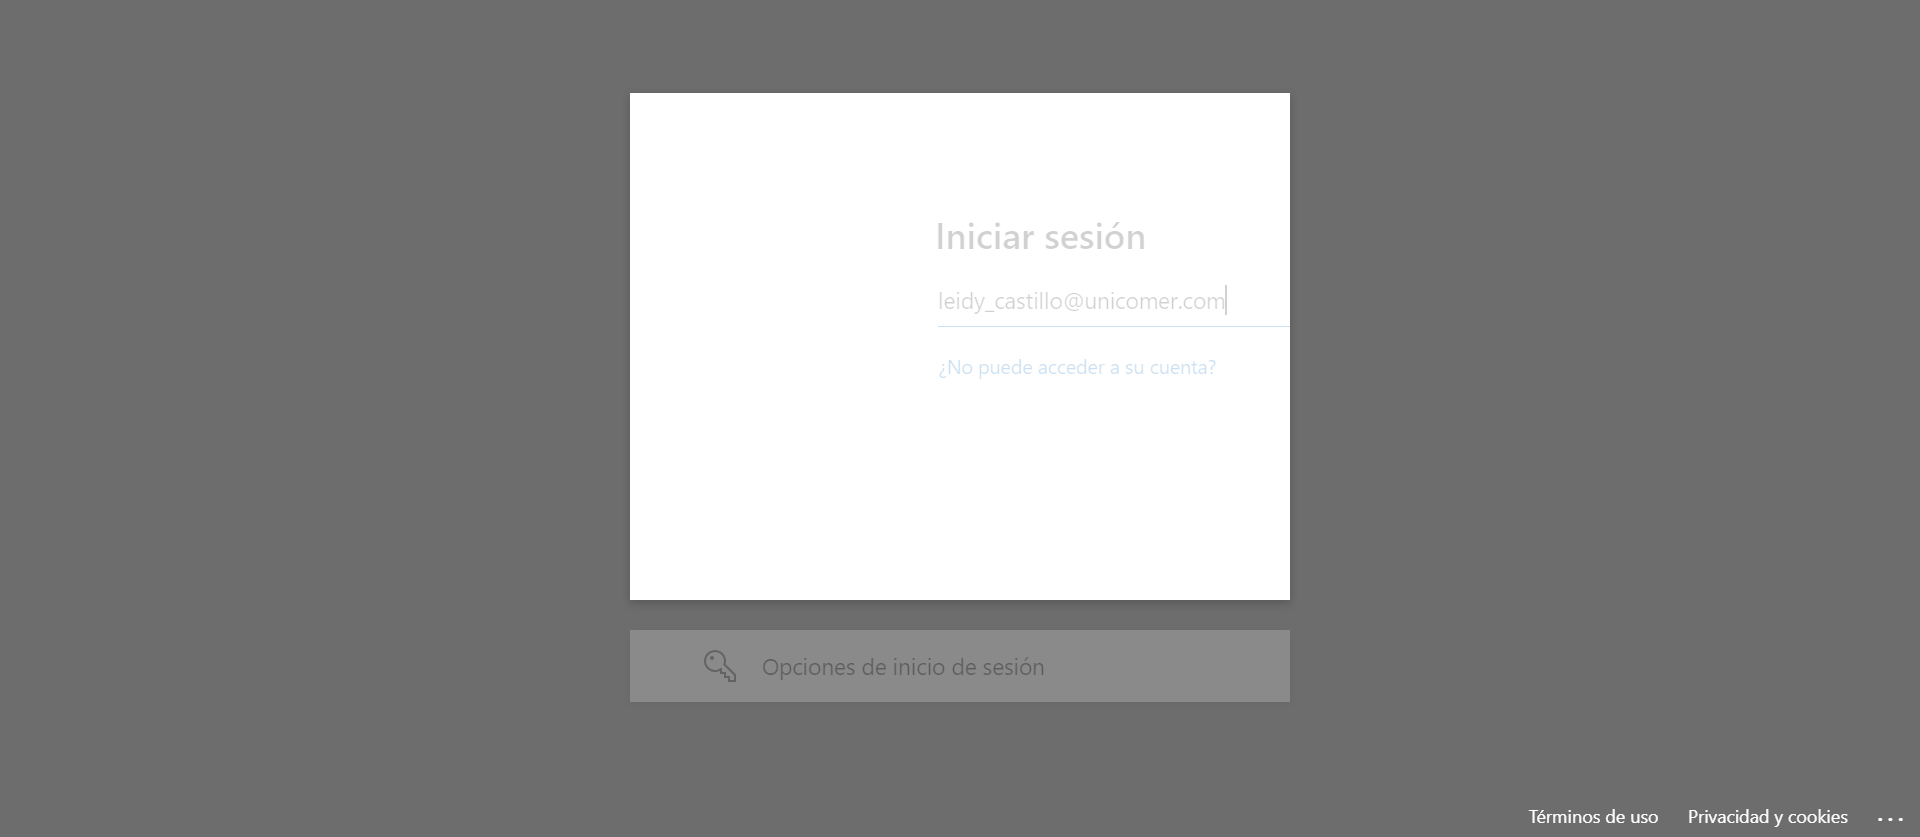 Iniciar sesión
leidy_castillo@unicomer.com
¿No puede acceder a su cuenta?
Opciones de inicio de sesión
Términos de uso
Privacidad y cookies
...